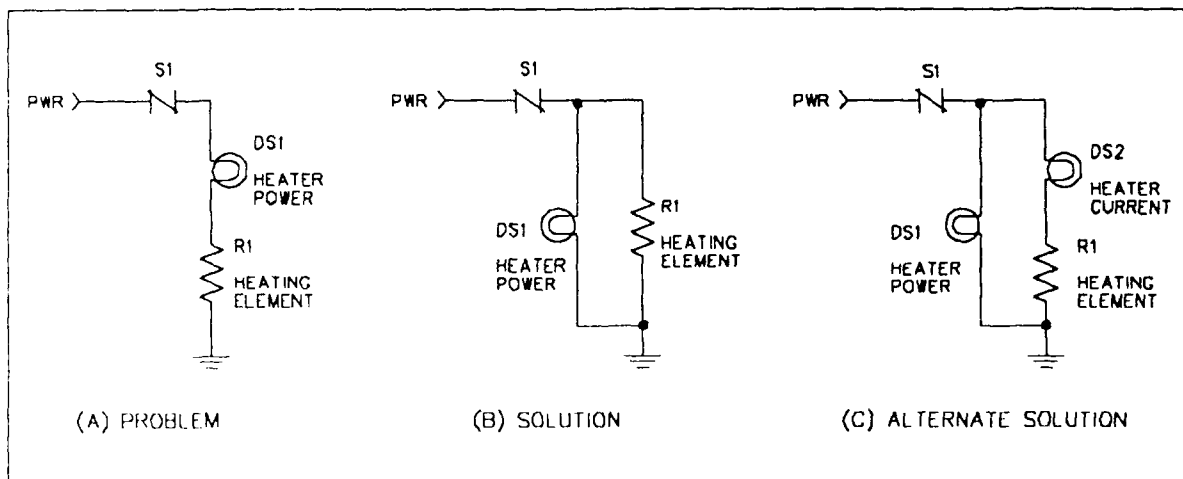 S1
PWR
DS1
HEATER
POWER
R1
HEATING
ELEMENT
(A) PROBLEM
S1
PWR
DS1
HEATER
POWER
R1
HEATING
ELEMENT
(B) SOLUTION
S1
PWR
DS2
HEATER
CURRENT
DS1
HEATER
POWER
R1
HEATING
ELEMENT
(C) ALTERNATE SOLUTION